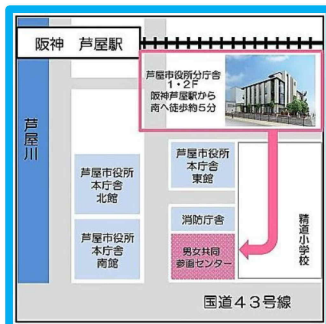 阪神 芦屋駅
芦屋市役所分庁舎
1・2F
阪神芦屋駅から
南へ徒歩約5分
芦屋川
芦屋市役所
本庁舎
北館
芦屋市役所
本庁舎
東館
消防庁舎
芦屋市役所
本庁舎
南館
男女共同
参画センター
精道小学校
国道43号線